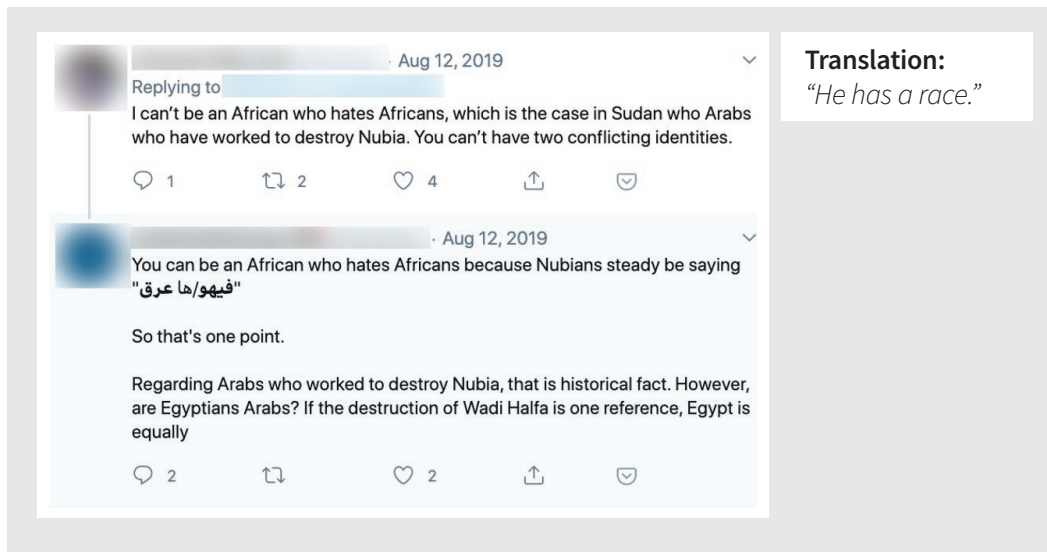 · Aug 12, 2019
Replying to
I can't be an African who hates Africans, which is the case in Sudan who Arabs
who have worked to destroy Nubia. You can't have two conflicting identities.
1 2 4
· Aug 12, 2019
You can be an African who hates Africans because Nubians steady be saying
"فيهو/ها عرق"
So that's one point.
Regarding Arabs who worked to destroy Nubia, that is historical fact. However,
are Egyptians Arabs? If the destruction of Wadi Halfa is one reference, Egypt is
equally
2 2
Translation:
“He has a race.”